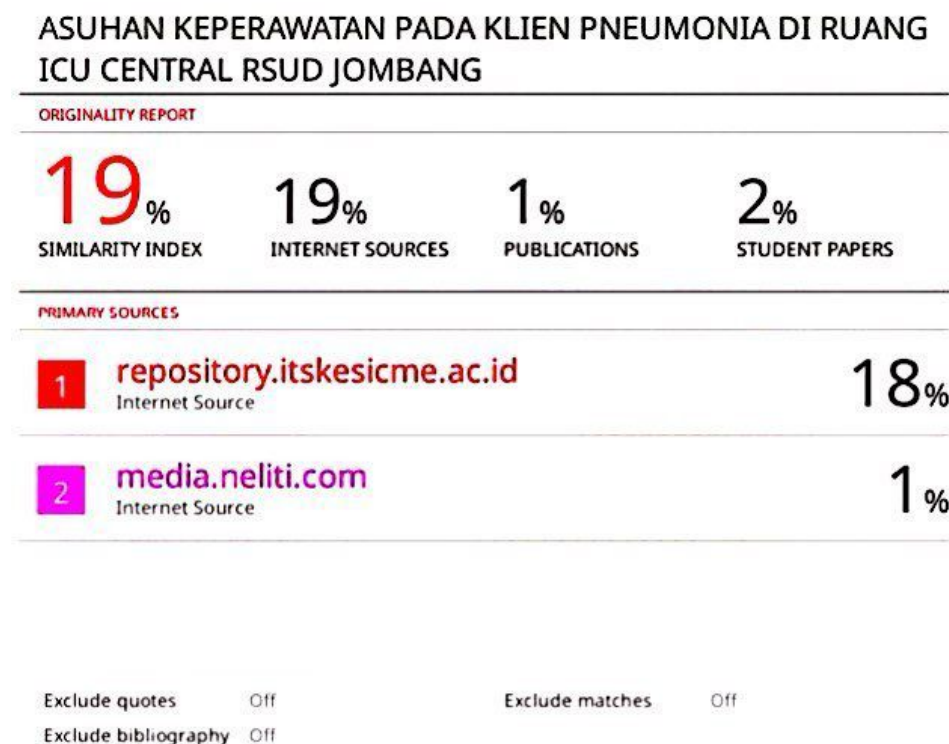 ASUHAN KEPERAWATAN PADA KLIEN PNEUMONIA DI RUANG
ICU CENTRAL RSUD JOMBANG
ORIGINALITY REPORT
19% 19% 1% 2%
SIMILARITY INDEX INTERNET SOURCES PUBLICATIONS STUDENT PAPERS
PRIMARY SOURCES
1 repository.itskesicme.ac.id 18%
Internet Source
2 media.neliti.com 1%
Internet Source
Exclude quotes Off Exclude matches Off
Exclude bibliography Off